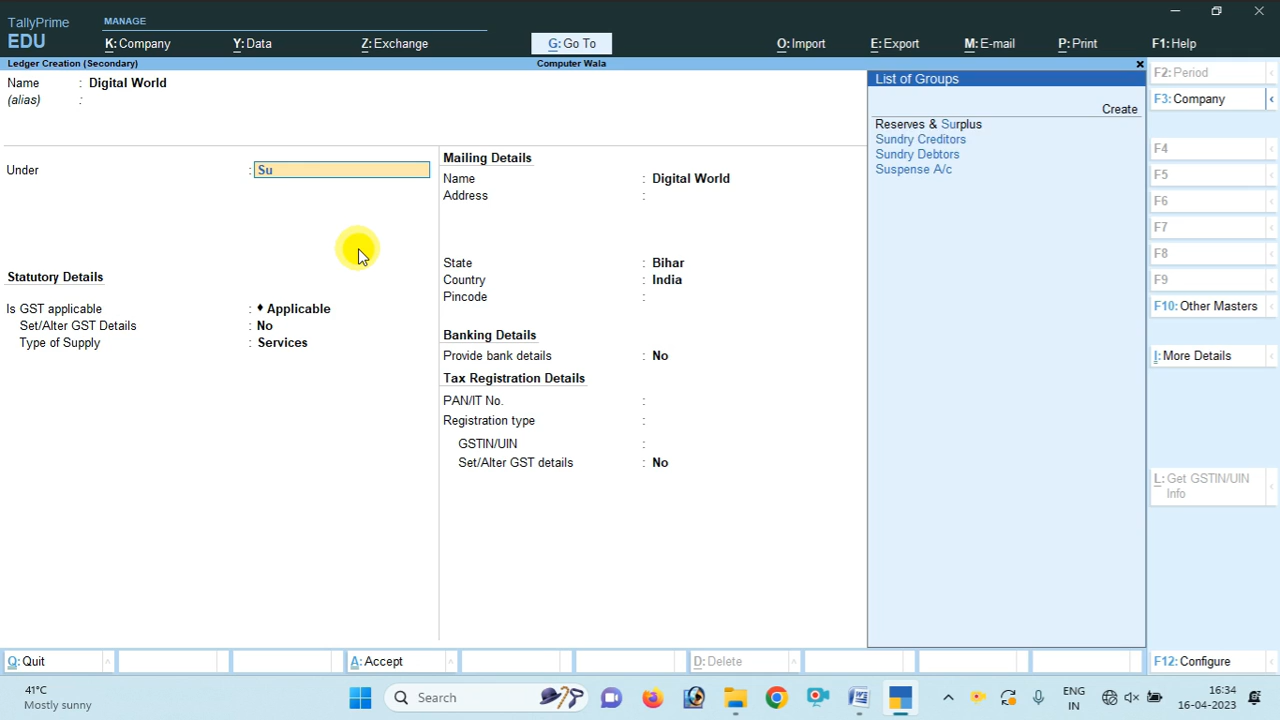 TallyPrime
EDU
MANAGE
K: Company
Y: Data
Z: Exchange
G: Go To
O: Import
E: Export
M: E-mail
P: Print
F1: Help
Ledger Creation (Secondary)
Computer Wala
×
Name : Digital World
(alias) :
Under : Su
Statutory Details
Is GST applicable : ♦ Applicable
Set/Alter GST Details : No
Type of Supply : Services
Mailing Details
Name : Digital World
Address :
State : Bihar
Country : India
Pincode :
Banking Details
Provide bank details : No
Tax Registration Details
PAN/IT No. :
Registration type :
GSTIN/UIN :
Set/Alter GST details : No
List of Groups
Create
Reserves & Surplus
Sundry Creditors
Sundry Debtors
Suspense A/c
F2: Period
F3: Company
F4
F5
F6
F7
F8
F9
F10: Other Masters
I: More Details
L: Get GSTIN/UIN
Info
F12: Configure
Q: Quit
A: Accept
D: Delete
41°C
Mostly sunny
Search
ENG
IN
16:34
16-04-2023